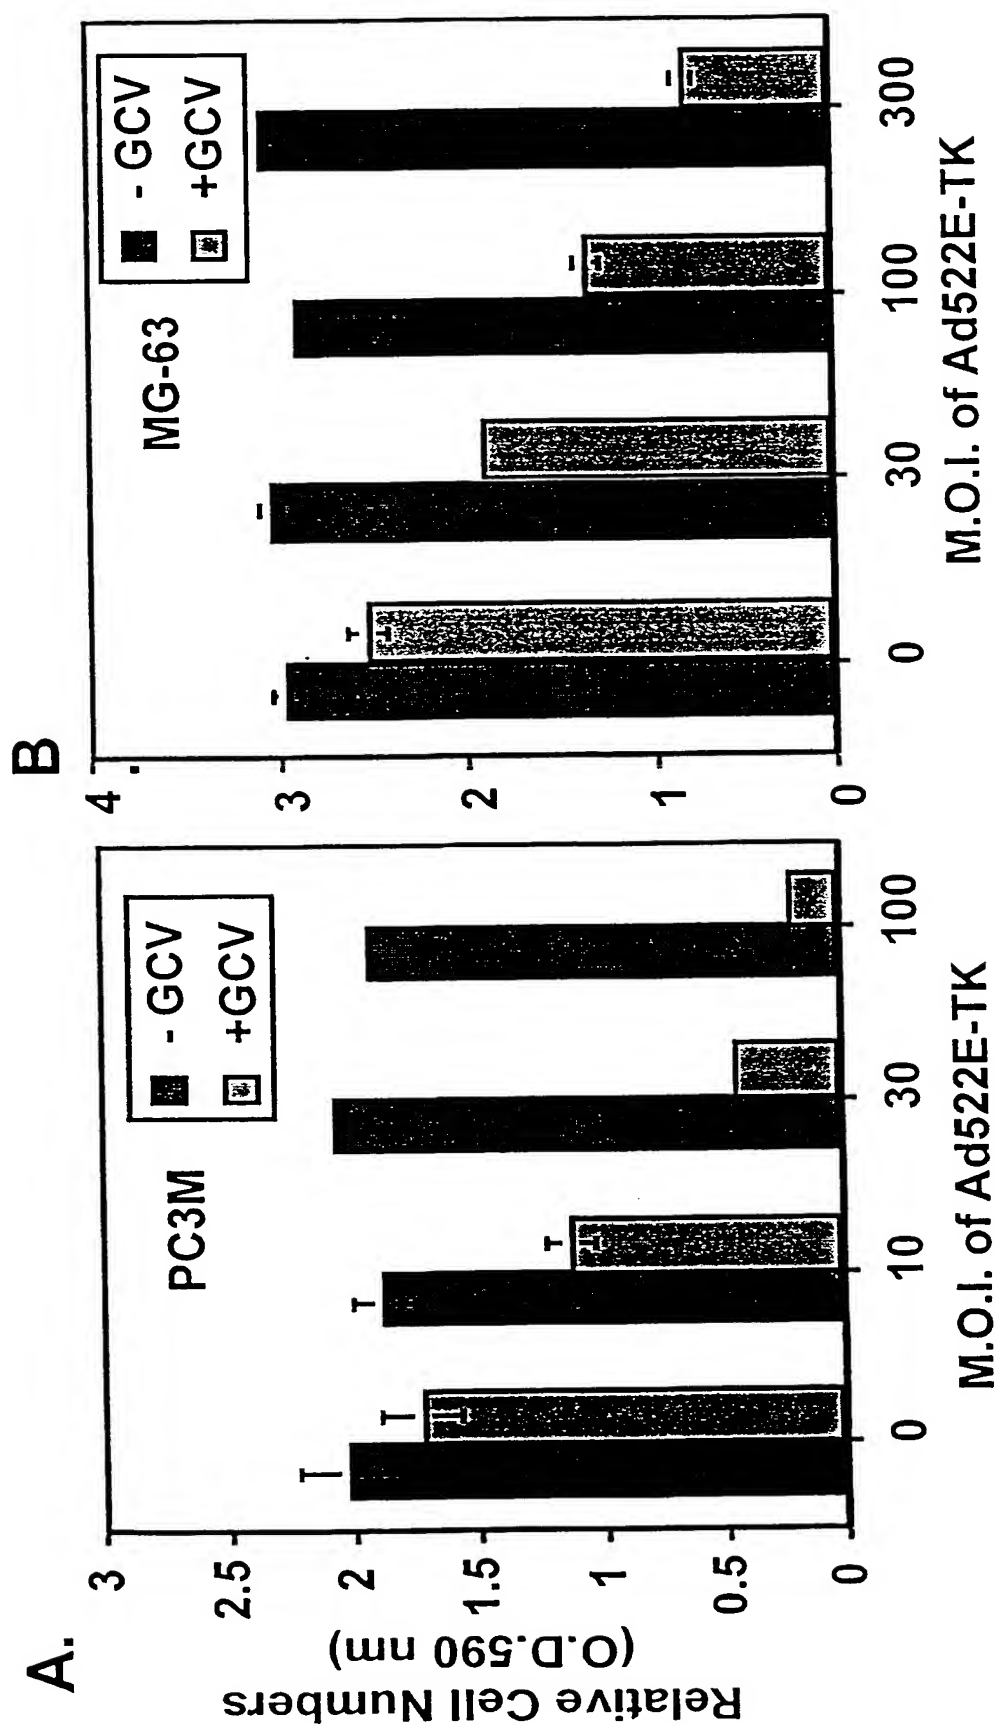 A.
PC3M
- GCV
+GCV
Relative Cell Numbers
(O.D.590 nm)
3
2.5
2
1.5
1
0.5
0
0
10
30
100
M.O.I. of Ad522E-TK
B
MG-63
- GCV
+GCV
4
3
2
1
0
0
30
100
300
M.O.I. of Ad522E-TK